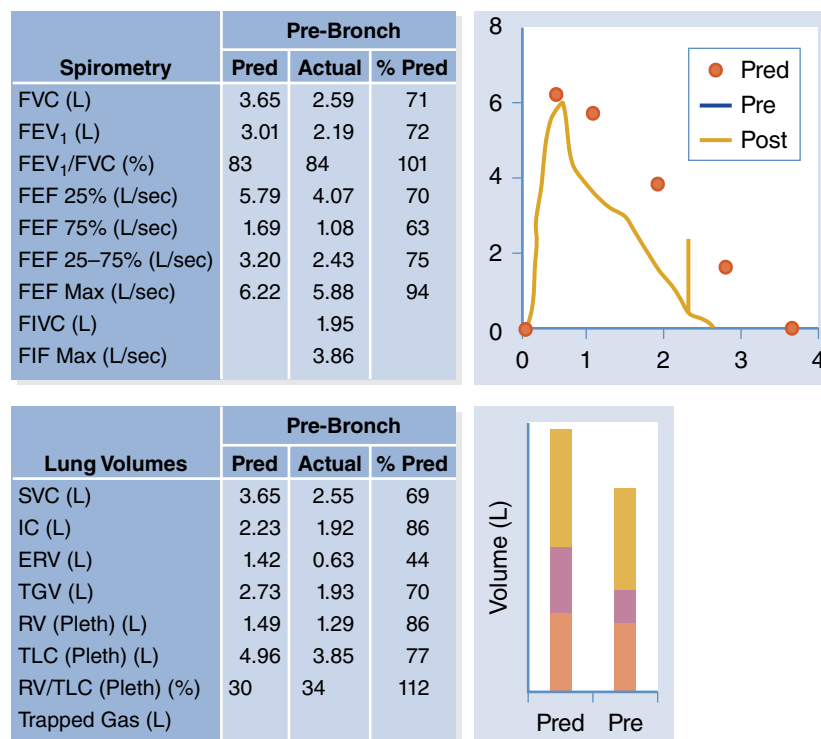 Pre-Bronch
Spirometry Pred Actual % Pred
FVC (L) 3.65 2.59 71
FEV1 (L) 3.01 2.19 72
FEV1/FVC (%) 83 84 101
FEF 25% (L/sec) 5.79 4.07 70
FEF 75% (L/sec) 1.69 1.08 63
FEF 25–75% (L/sec) 3.20 2.43 75
FEF Max (L/sec) 6.22 5.88 94
FIVC (L) 1.95
FIF Max (L/sec) 3.86
8
6
4
2
0
0 1 2 3 4
Pred
Pre
Post
Pre-Bronch
Lung Volumes Pred Actual % Pred
SVC (L) 3.65 2.55 69
IC (L) 2.23 1.92 86
ERV (L) 1.42 0.63 44
TGV (L) 2.73 1.93 70
RV (Pleth) (L) 1.49 1.29 86
TLC (Pleth) (L) 4.96 3.85 77
RV/TLC (Pleth) (%) 30 34 112
Trapped Gas (L)
Volume (L)
Pred Pre